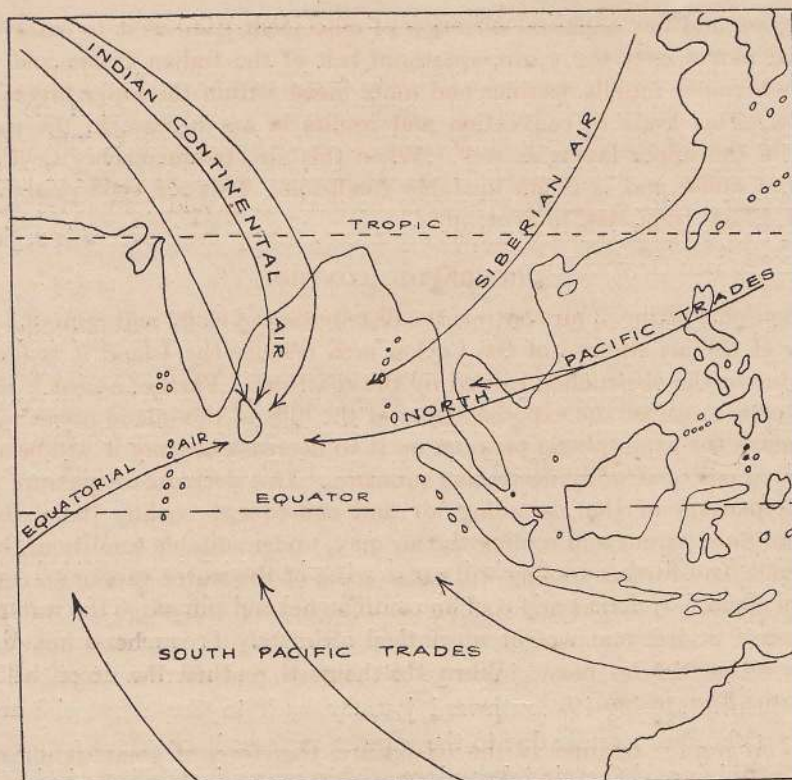 INDIAN CONTINENTAL AIR
SIBERIAN AIR
TROPIC
NORTH PACIFIC TRADES
EQUATORIAL AIR
EQUATOR
SOUTH PACIFIC TRADES